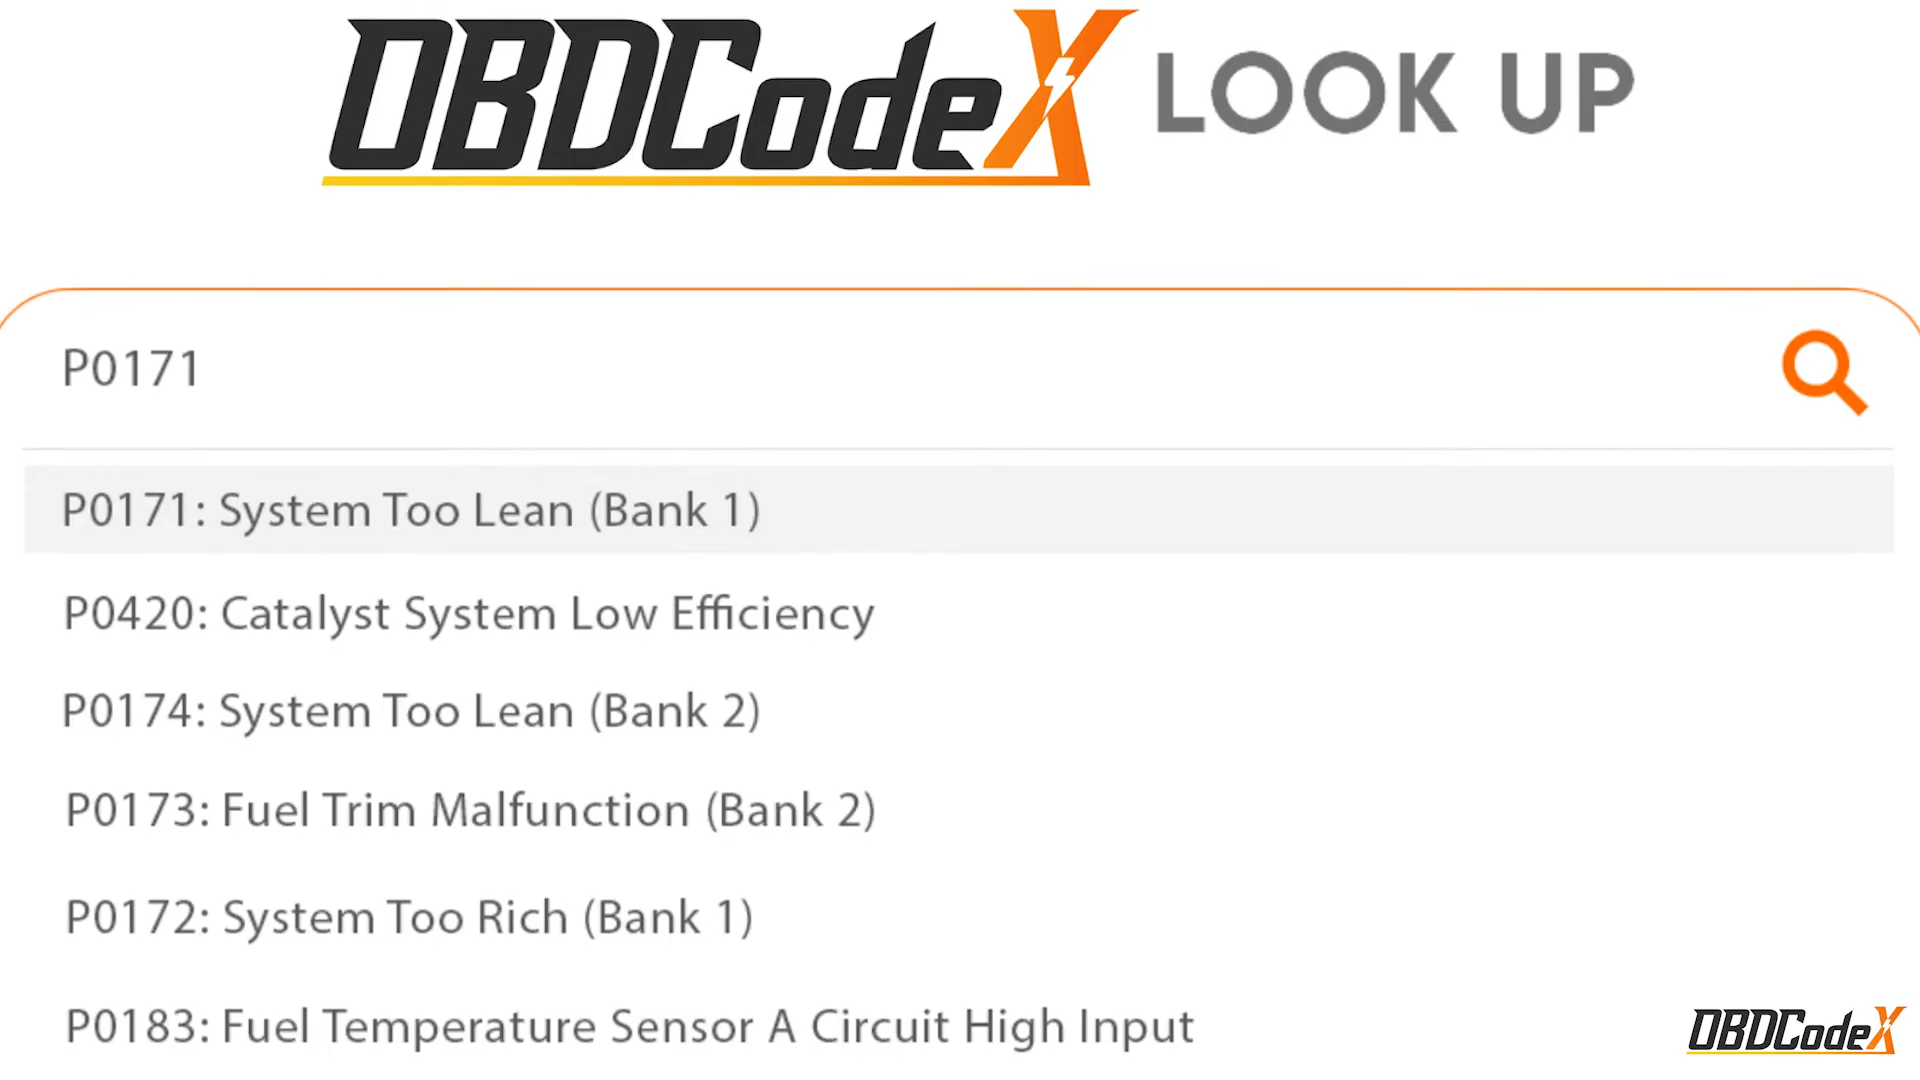 OBDCodeX LOOK UP
P0171
P0171: System Too Lean (Bank 1)
P0420: Catalyst System Low Efficiency
P0174: System Too Lean (Bank 2)
P0173: Fuel Trim Malfunction (Bank 2)
P0172: System Too Rich (Bank 1)
P0183: Fuel Temperature Sensor A Circuit High Input
OBDCodeX